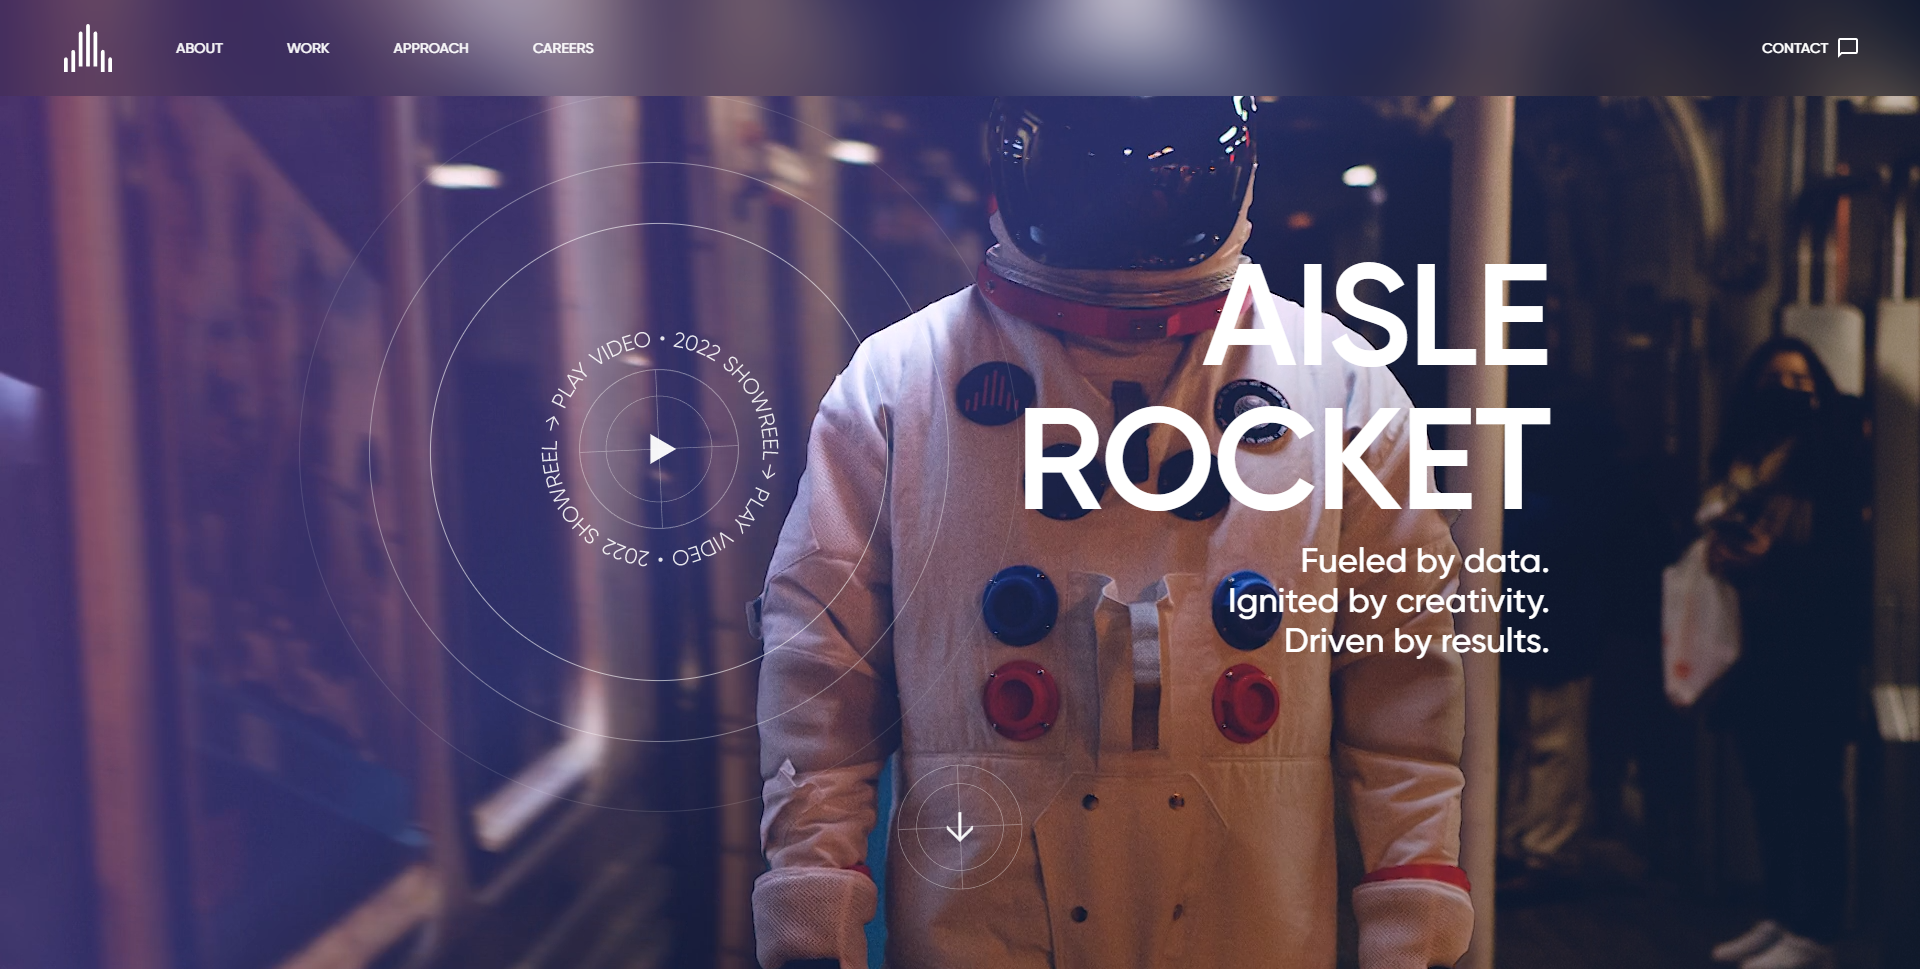 ABOUT
WORK
APPROACH
CAREERS
CONTACT
PLAY VIDEO • 2022 SHOWREEL → PLAY VIDEO • 2022 SHOWREEL →
AISLE
ROCKET
Fueled by data.
Ignited by creativity.
Driven by results.